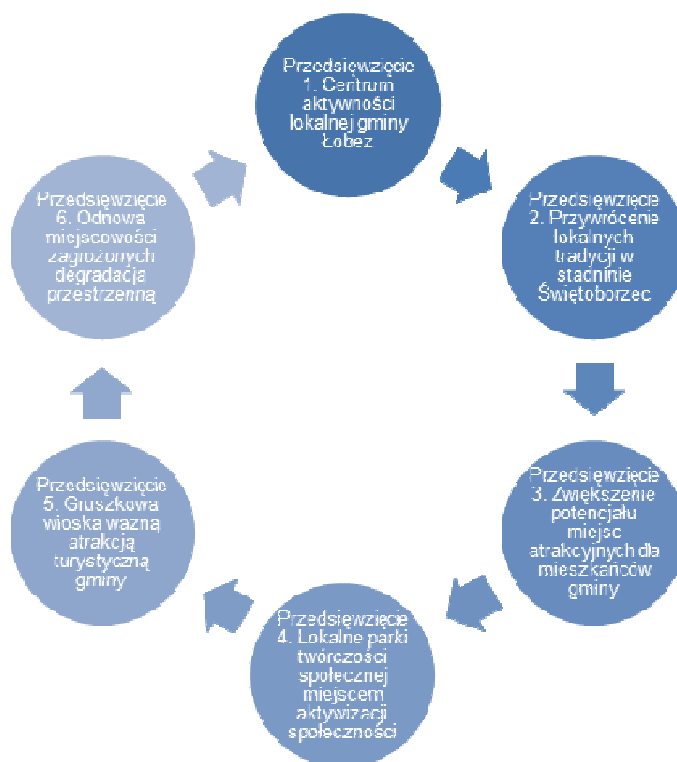 Przedsięwzięcie
1. Centrum
aktywności
lokalnej gminy
Łobez
Przedsięwzięcie
2. Przywrócenie
lokalnych
tradycji w
stadninie
Świętoborzec
Przedsięwzięcie
3. Zwiększenie
potencjału
miejsc
atrakcyjnych dla
mieszkańców
gminy
Przedsięwzięcie
4. Lokalne parki
twórczości
społecznej
miejscem
aktywizacji
społeczności
Przedsięwzięcie
5. Gruszkowa
wioska ważną
atrakcją
turystyczną
gminy
Przedsięwzięcie
6. Odnowa
miejscowości
zagrożonych
degradacją
przestrzenną